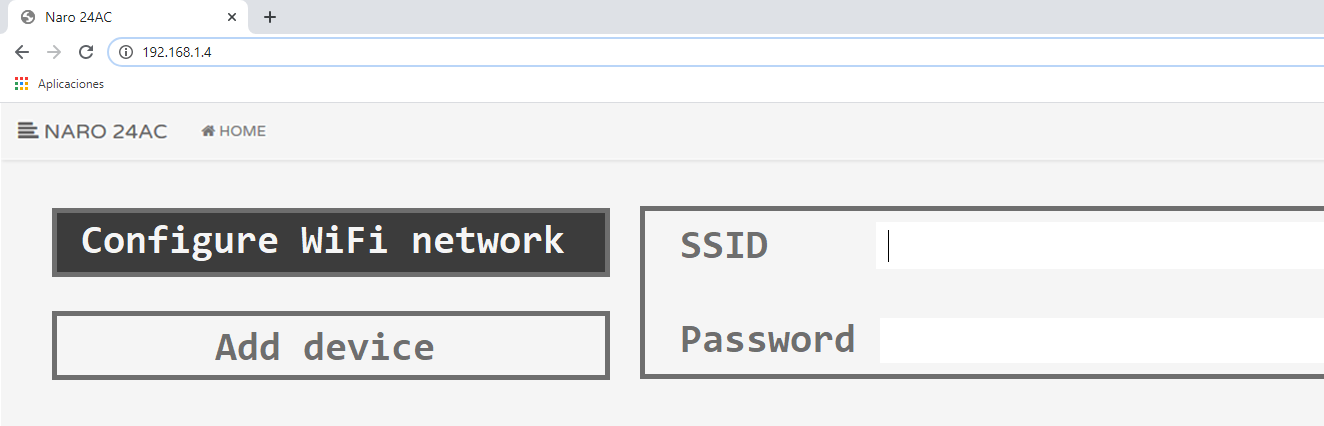 Naro 24AC
192.168.1.4
Aplicaciones
NARO 24AC HOME
Configure WiFi network
SSID
Add device
Password